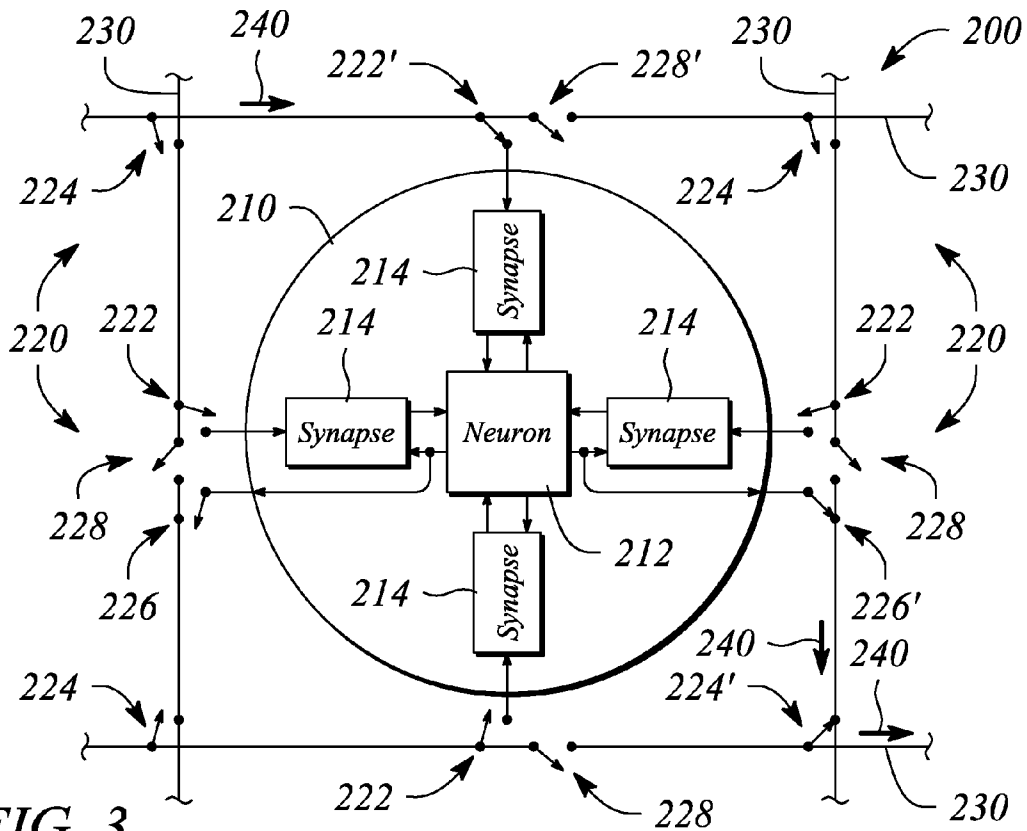 230 240 230 200
222' 228'
224 224 230
210
214 Synapse
220 222 214 214 222 220
Synapse Neuron Synapse
228 228
226 214 Synapse 212 226'
240 240
224 224'
222 228 230
FIG. 3